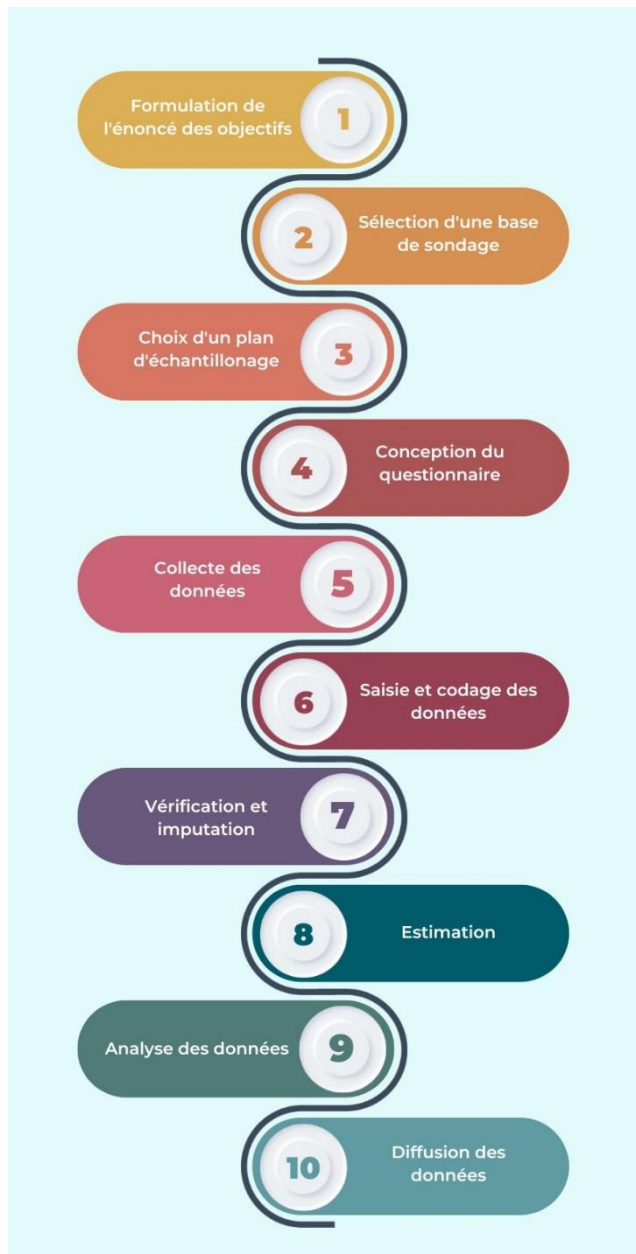 Formulation de
l'énoncé des objectifs
1
2
Sélection d'une base
de sondage
Choix d'un plan
d'échantillonage
3
4
Conception du
questionnaire
Collecte des
données
5
6
Saisie et codage des
données
Vérification et
imputation
7
8
Estimation
Analyse des données
9
10
Diffusion des
données